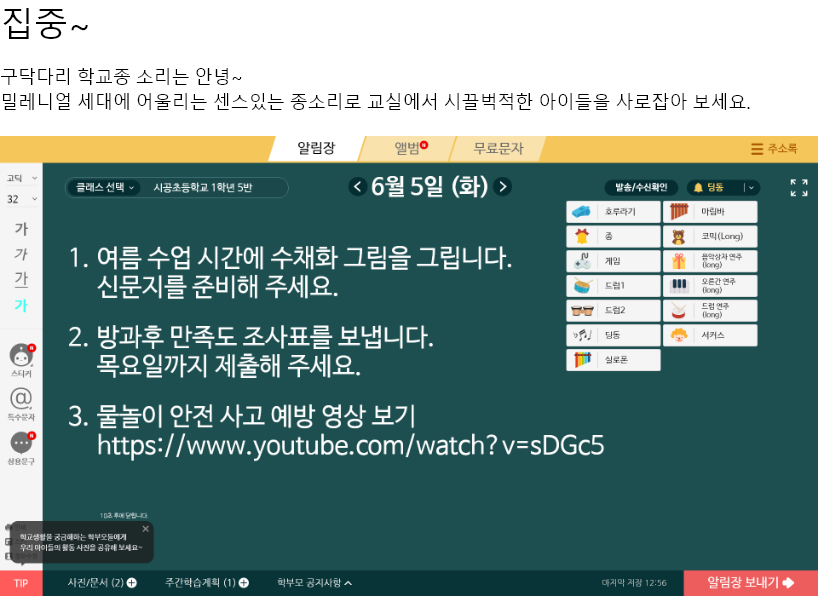 집중~
구닥다리 학교종 소리는 안녕~
밀레니얼 세대에 어울리는 센스있는 종소리로 교실에서 시끌벅적한 아이들을 사로잡아 보세요.
알림장 앨범 N 무료문자 주소록
고딕
클래스 선택 시공초등학교 1학년 5반 6월 5일 (화) 발송/수신확인 딩동
32
호루라기 마림바
가
종 코믹(Long)
가
게임 음악상자 연주
(long)
가
드럼1 오르간 연주
(long)
가
드럼2 드럼 연주
(long)
딩동 서커스
실로폰
1. 여름 수업 시간에 수채화 그림을 그립니다.
신문지를 준비해 주세요.
2. 방과후 만족도 조사표를 보냅니다.
목요일까지 제출해 주세요.
3. 물놀이 안전 사고 예방 영상 보기
https://www.youtube.com/watch?v=sDGc5
N
스티커
@
특수문자
N
상용문구
10초 후에 닫힙니다.
학교생활을 궁금해하는 학부모들에게
우리 아이들의 활동 사진을 공유해 보세요~
TIP 사진/문서 (2) 주간학습계획 (1) 학부모 공지사항 마지막 저장 12:56 알림장 보내기